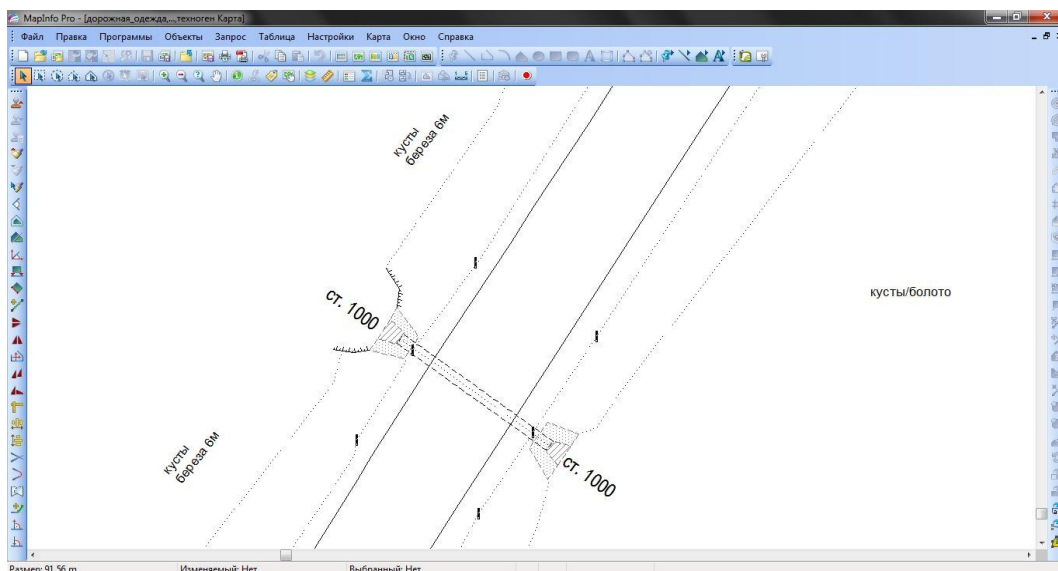 MapInfo Pro - [дорожная_одежда,...,техноген Карта]
Файл Правка Программы Объекты Запрос Таблица Настройки Карта Окно Справка
кусты
береза 6м
кусты/болото
ст. 1000
кусты
береза 6м
ст. 1000
Размер: 91.56 m Изменяемый: Нет Выбранный: Нет